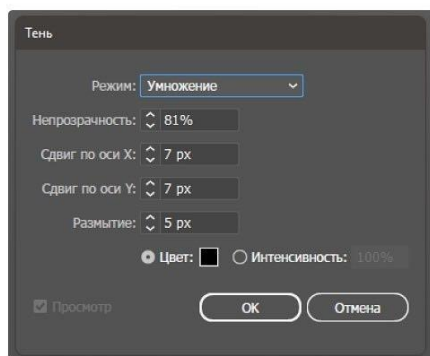 Тень
Режим: Умножение
Непрозрачность: 81%
Сдвиг по оси X: 7 px
Сдвиг по оси Y: 7 px
Размытие: 5 px
Цвет: Интенсивность: 100%
Просмотр OK Отмена